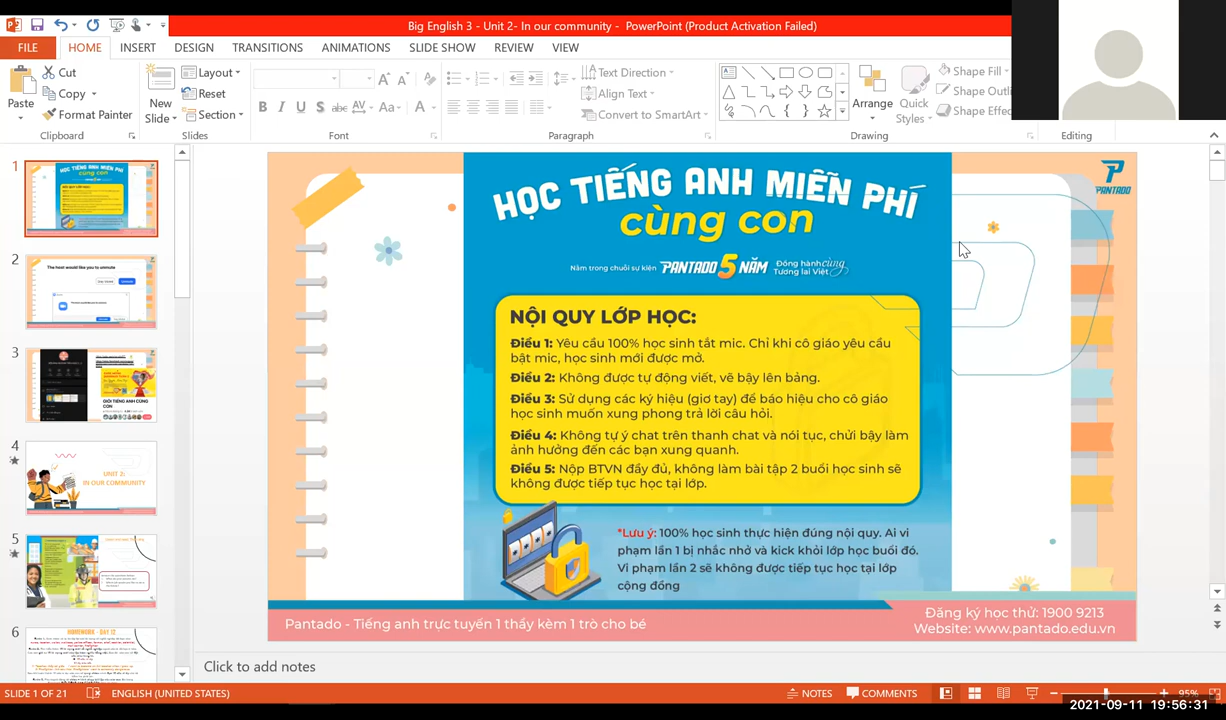 Big English 3 - Unit 2- In our community - PowerPoint (Product Activation Failed)
FILE HOME INSERT DESIGN TRANSITIONS ANIMATIONS SLIDE SHOW REVIEW VIEW
Paste
Cut
Copy
Format Painter
Clipboard
New Slide
Layout
Reset
Section
Slides
Font
Text Direction
Align Text
Convert to SmartArt
Paragraph
Arrange
Quick Styles
Shape Fill
Shape Outli
Shape Effec
Drawing
Editing
1
2
The host would like you to unmute
3
4
UNIT 2:
IN OUR COMMUNITY
5
6
HOMEWORK - DAY 12
HỌC TIẾNG ANH MIỄN PHÍ
cùng con
Nằm trong chuỗi sự kiện PANTADO 5 NĂM Đồng hành cùng
Tương lai Việt
PANTADO
NỘI QUY LỚP HỌC:
Điều 1: Yêu cầu 100% học sinh tắt mic. Chỉ khi cô giáo yêu cầu
bật mic, học sinh mới được mở.
Điều 2: Không được tự động viết, vẽ bậy lên bảng.
Điều 3: Sử dụng các ký hiệu (giơ tay) để báo hiệu cho cô giáo
học sinh muốn xung phong trả lời câu hỏi.
Điều 4: Không tự ý chat trên thanh chat và nói tục, chửi bậy làm
ảnh hưởng đến các bạn xung quanh.
Điều 5: Nộp BTVN đầy đủ, không làm bài tập 2 buổi học sinh sẽ
không được tiếp tục học tại lớp.
*Lưu ý: 100% học sinh thực hiện đúng nội quy. Ai vi
phạm lần 1 bị nhắc nhở và kick khỏi lớp học buổi đó.
Vi phạm lần 2 sẽ không được tiếp tục học tại lớp
cộng đồng
Pantado - Tiếng anh trực tuyến 1 thầy kèm 1 trò cho bé
Đăng ký học thử: 1900 9213
Website: www.pantado.edu.vn
Click to add notes
SLIDE 1 OF 21 ENGLISH (UNITED STATES) NOTES COMMENTS 95%
2021-09-11 19:56:31